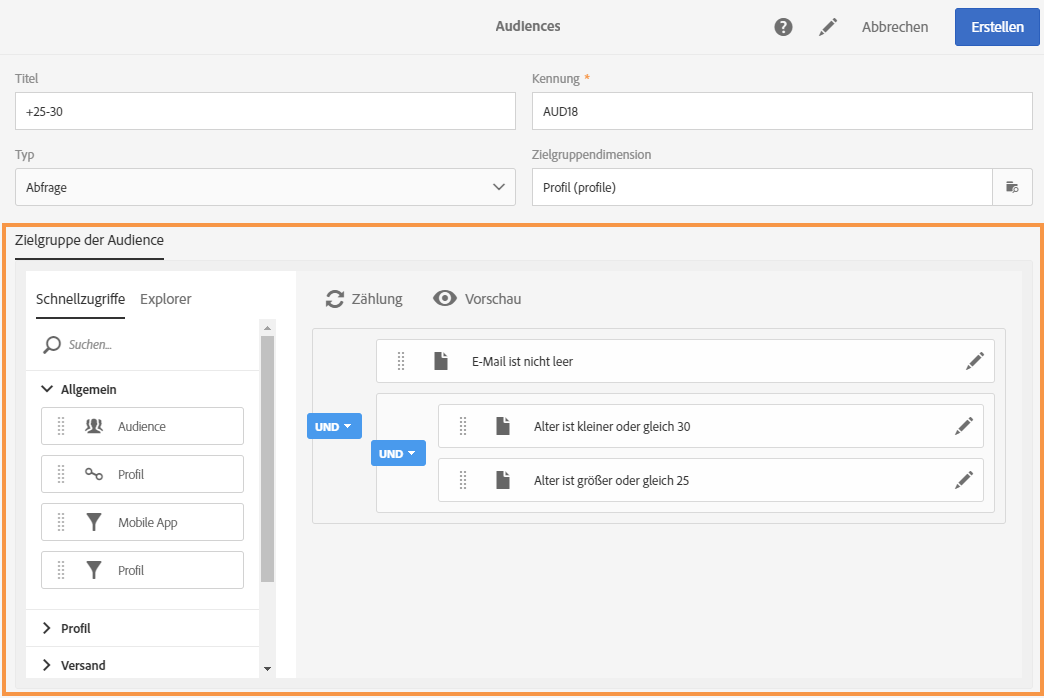 Audiences
Abbrechen
Erstellen
Titel
Kennung *
+25-30
AUD18
Typ
Zielgruppendimension
Abfrage
Profil (profile)
Zielgruppe der Audience
Schnellzugriffe
Explorer
Suchen...
Allgemein
Audience
Profil
Mobile App
Profil
Profil
Versand
Zählung
Vorschau
E-Mail ist nicht leer
UND
UND
Alter ist kleiner oder gleich 30
Alter ist größer oder gleich 25